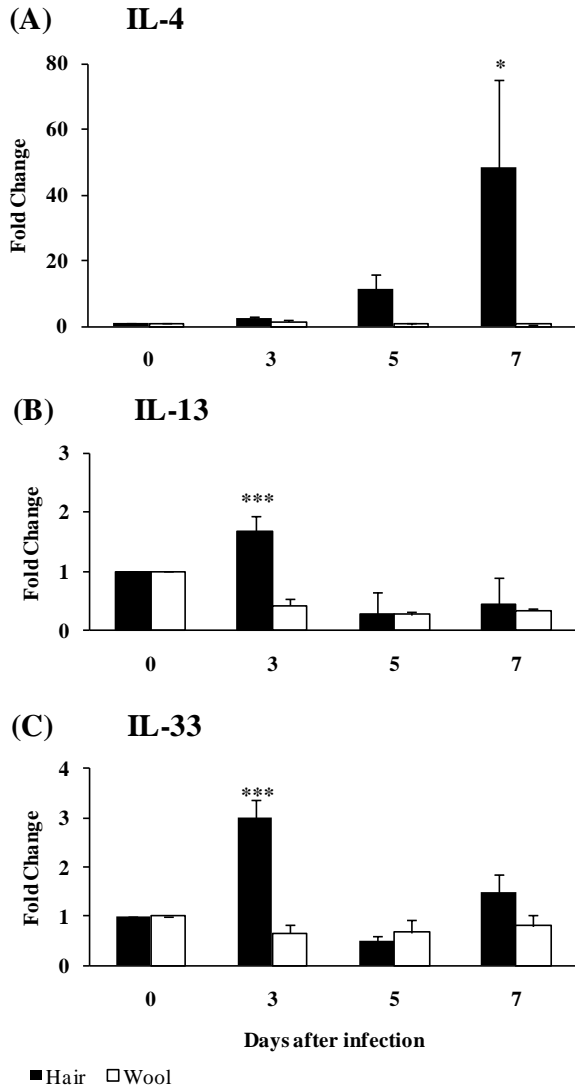 (A) IL-4
80
60
40
20
0
Fold Change
*
0 3 5 7
(B) IL-13
3
2
1
0
Fold Change
***
0 3 5 7
(C) IL-33
4
3
2
1
0
Fold Change
***
0 3 5 7
Days after infection
Hair Wool